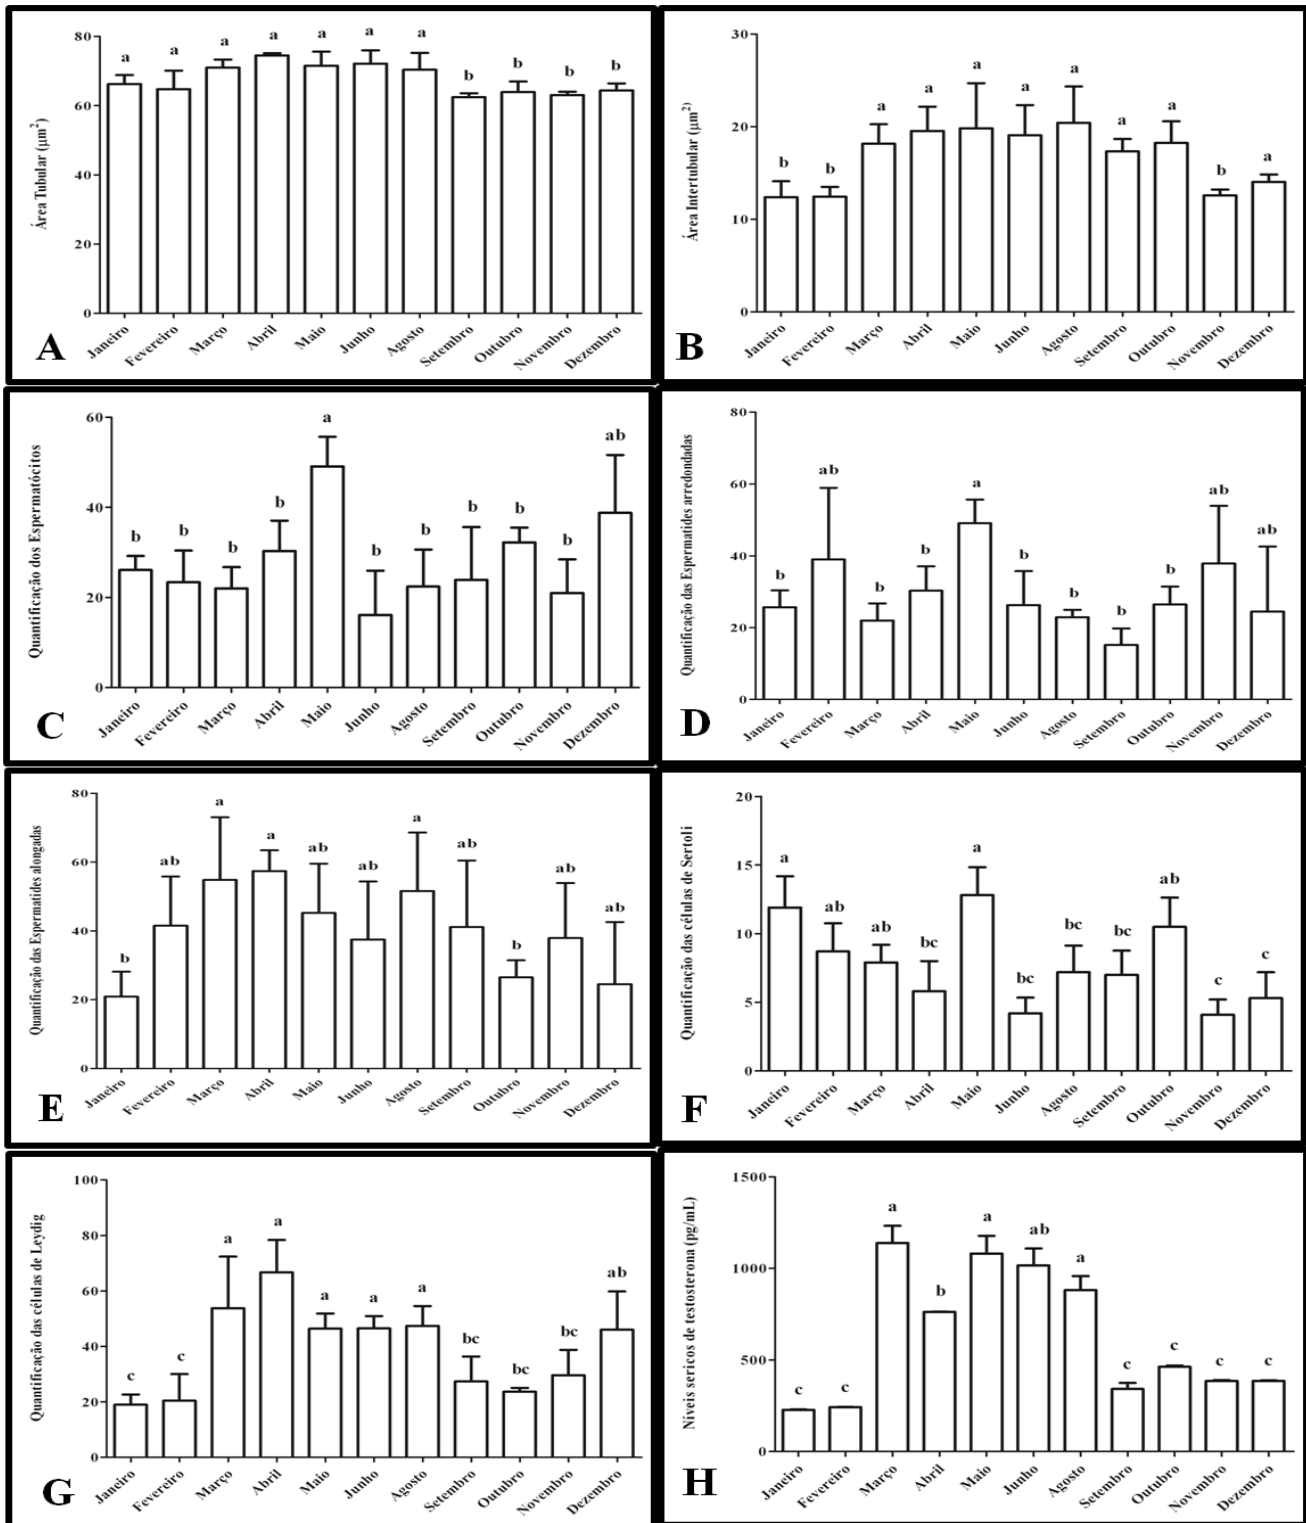 Área Tubular (µm²)
80
60
40
20
0
a a a a a a a b b b b
Janeiro Fevereiro Março Abril Maio Junho Agosto Setembro Outubro Novembro Dezembro
A
Área Intertubular (µm²)
30
20
10
0
b b a a a a a a a b a
Janeiro Fevereiro Março Abril Maio Junho Agosto Setembro Outubro Novembro Dezembro
B
Quantificação dos Espermatócitos
60
40
20
0
b b b b a b b b b b ab
Janeiro Fevereiro Março Abril Maio Junho Agosto Setembro Outubro Novembro Dezembro
C
Quantificação das Espermatides arredondadas
80
60
40
20
0
b ab b b a b b b b ab ab
Janeiro Fevereiro Março Abril Maio Junho Agosto Setembro Outubro Novembro Dezembro
D
Quantificação das Espermatides alongadas
80
60
40
20
0
b ab a a ab ab a ab b ab ab
Janeiro Fevereiro Março Abril Maio Junho Agosto Setembro Outubro Novembro Dezembro
E
Quantificação das células de Sertoli
20
15
10
5
0
a ab ab bc a bc bc bc ab c c
Janeiro Fevereiro Março Abril Maio Junho Agosto Setembro Outubro Novembro Dezembro
F
Quantificação das células de Leydig
100
80
60
40
20
0
c c a a a a a bc bc bc ab
Janeiro Fevereiro Março Abril Maio Junho Agosto Setembro Outubro Novembro Dezembro
G
Níveis sericos de testosterona (pg/mL)
1500
1000
500
0
c c a b a ab a c c c c
Janeiro Fevereiro Março Abril Maio Junho Agosto Setembro Outubro Novembro Dezembro
H